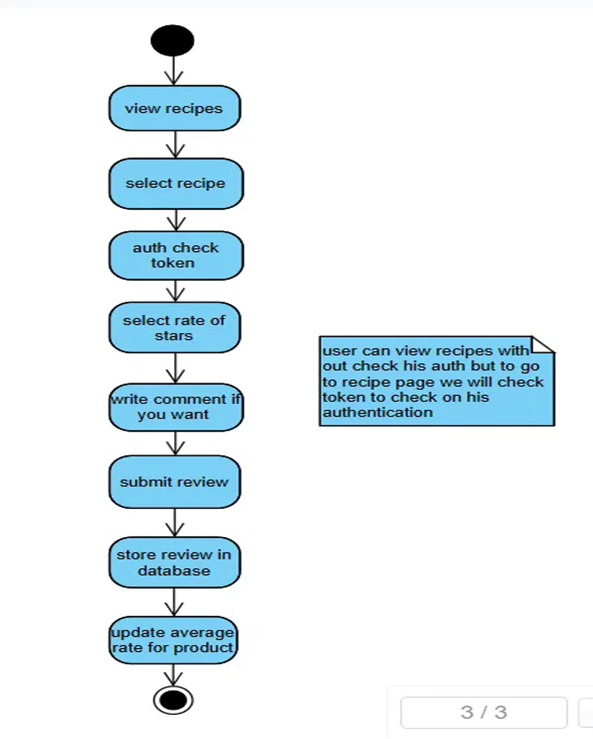 view recipes
select recipe
auth check
token
select rate of
stars
write comment if
you want
submit review
store review in
database
update average
rate for product
user can view recipes with
out check his auth but to go
to recipe page we will check
token to check on his
authentication
3 / 3